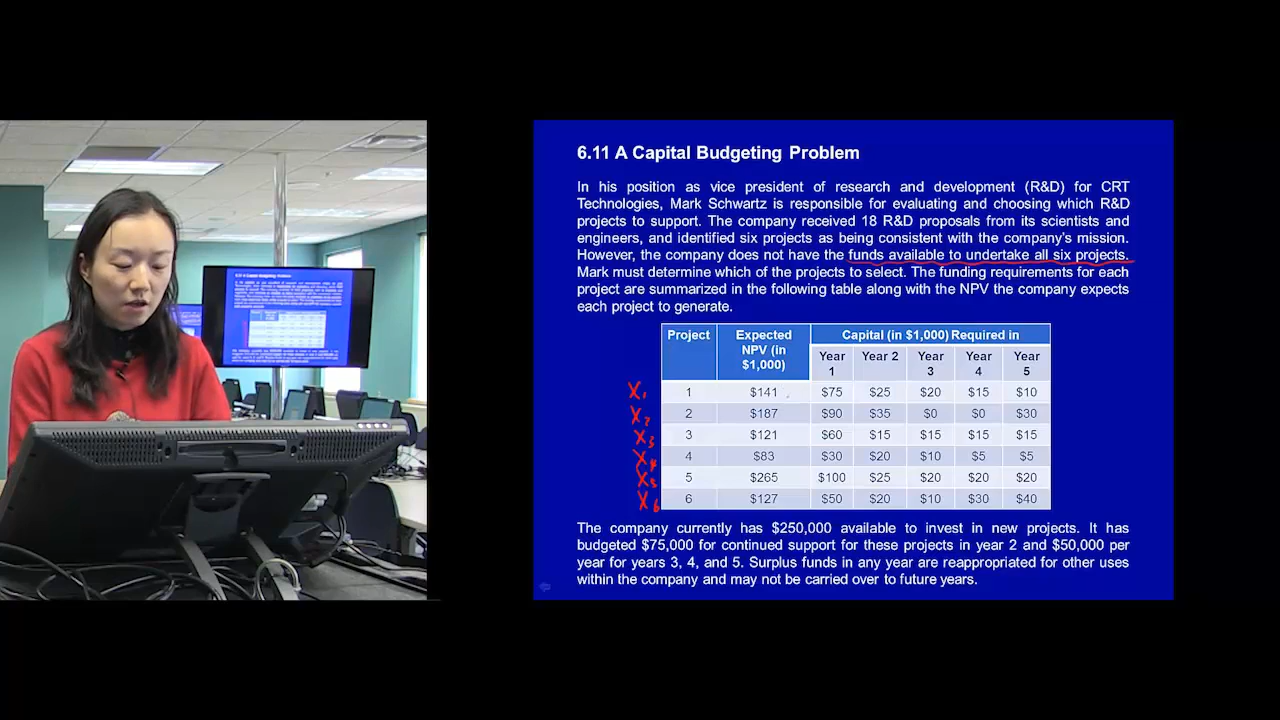 6.11 A Capital Budgeting Problem
In his position as vice president of research and development (R&D) for CRT
Technologies, Mark Schwartz is responsible for evaluating and choosing which R&D
projects to support. The company received 18 R&D proposals from its scientists and
engineers, and identified six projects as being consistent with the company's mission.
However, the company does not have the funds available to undertake all six projects.
Mark must determine which of the projects to select. The funding requirements for each
project are summarized in the following table along with the NPV the company expects
each project to generate.
Project Expected NPV (in $1,000) Capital (in $1,000) Required in
Year 1 Year 2 Year 3 Year 4 Year 5
X1 1 $141 $75 $25 $20 $15 $10
X2 2 $187 $90 $35 $0 $0 $30
X3 3 $121 $60 $15 $15 $15 $15
X4 4 $83 $30 $20 $10 $5 $5
X5 5 $265 $100 $25 $20 $20 $20
X6 6 $127 $50 $20 $10 $30 $40
The company currently has $250,000 available to invest in new projects. It has
budgeted $75,000 for continued support for these projects in year 2 and $50,000 per
year for years 3, 4, and 5. Surplus funds in any year are reappropriated for other uses
within the company and may not be carried over to future years.